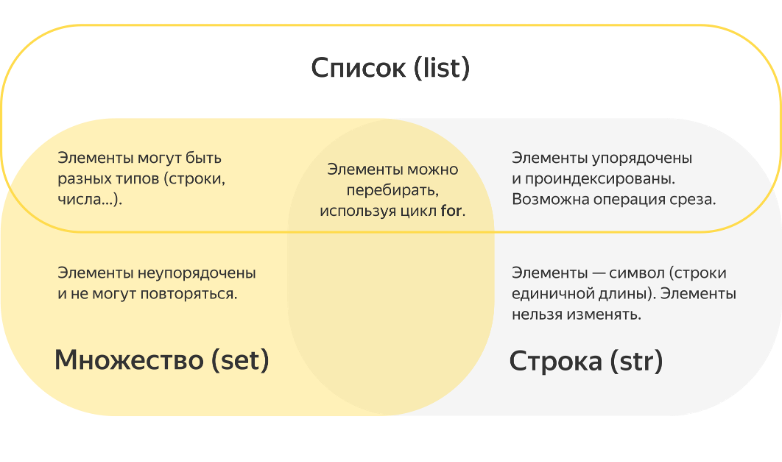 Список (list)
Элементы могут быть
разных типов (строки,
числа...).
Элементы можно
перебирать,
используя цикл for.
Элементы упорядочены
и проиндексированы.
Возможна операция среза.
Элементы неупорядочены
и не могут повторяться.
Элементы — символ (строки
единичной длины). Элементы
нельзя изменять.
Множество (set)
Строка (str)